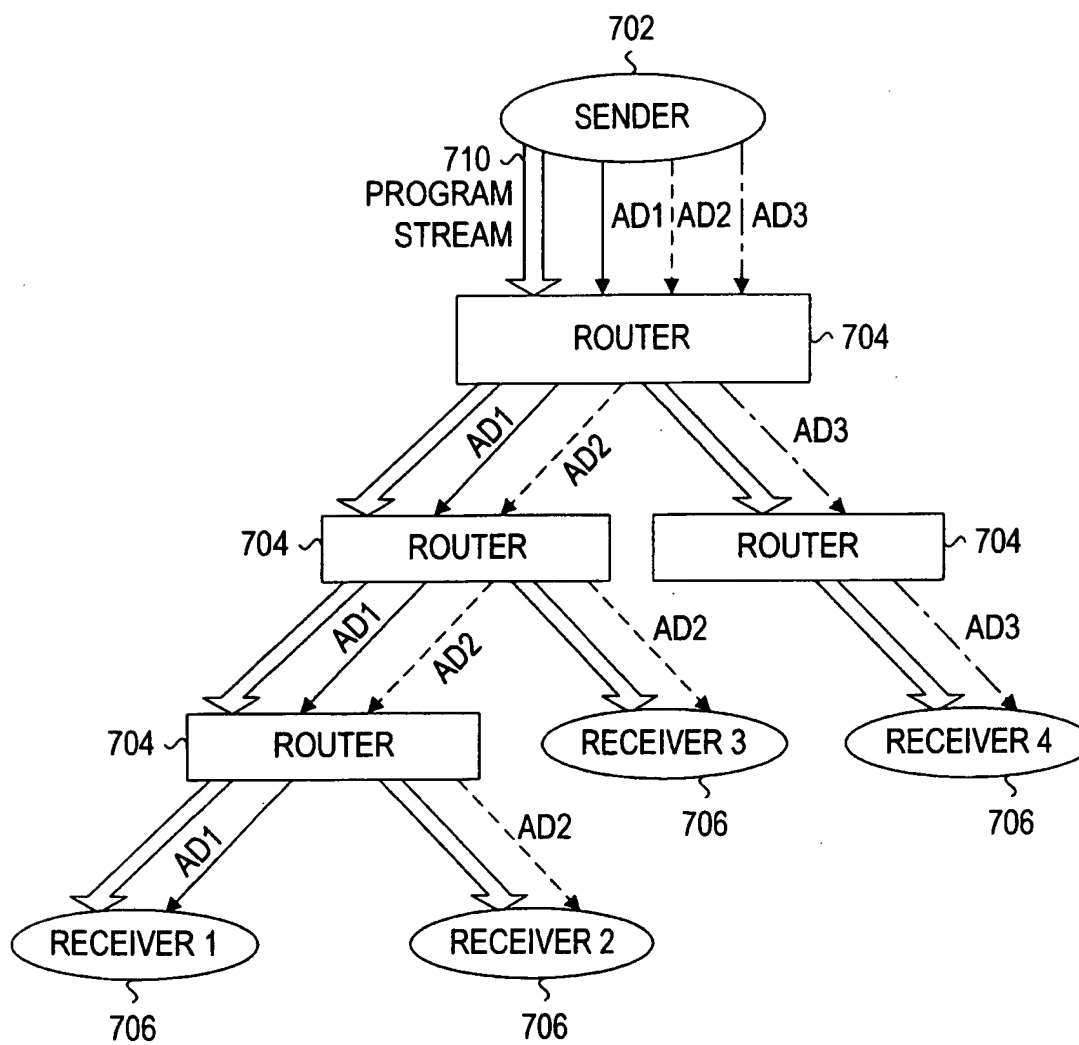 702
SENDER
710
PROGRAM
STREAM
AD1
AD2
AD3
ROUTER
704
AD1
AD2
AD3
704
ROUTER
ROUTER
704
AD1
AD2
AD2
AD3
704
ROUTER
RECEIVER 3
RECEIVER 4
706
706
AD1
AD2
RECEIVER 1
RECEIVER 2
706
706